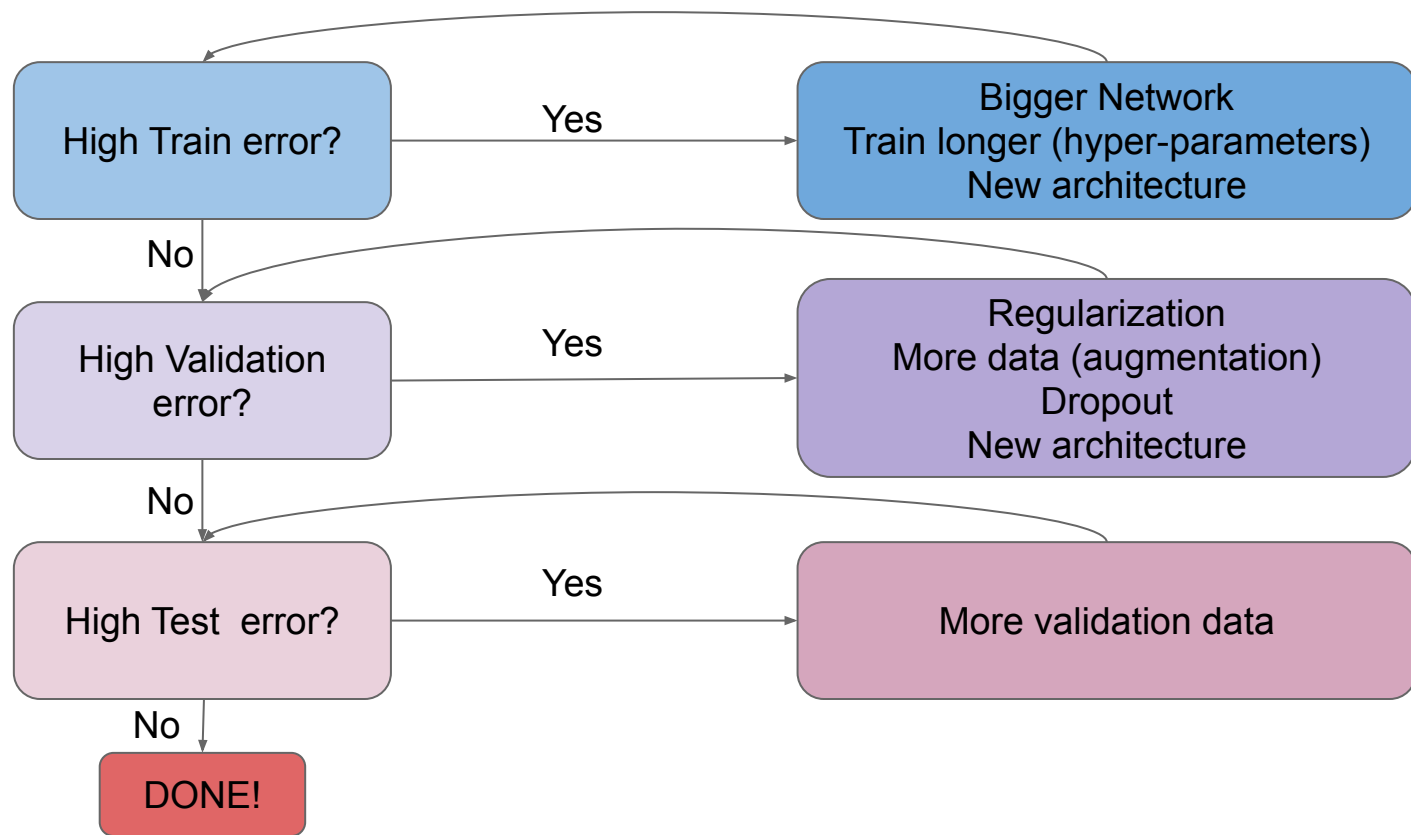 High Train error?
Yes
Bigger Network
Train longer (hyper-parameters)
New architecture
No
High Validation
error?
Yes
Regularization
More data (augmentation)
Dropout
New architecture
No
High Test  error?
Yes
More validation data
No
DONE!